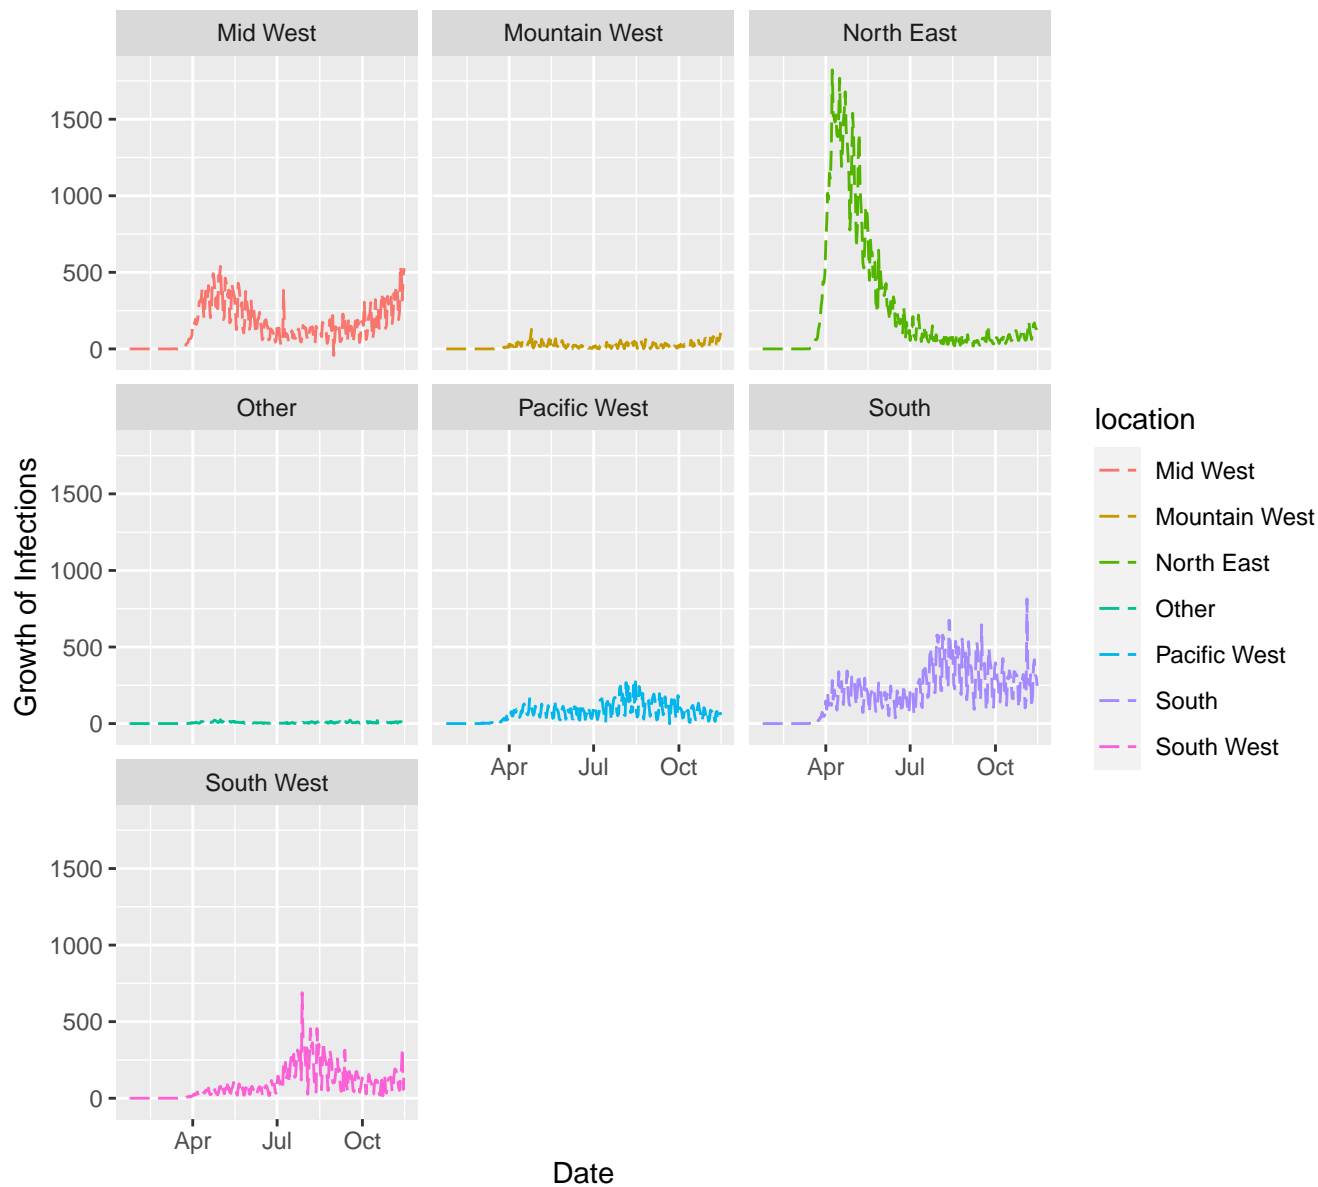 Mid West
Mountain West
North East
1500
1000
500
0
Other
Pacific West
South
1500
1000
500
0
Apr
Jul
Oct
Apr
Jul
Oct
South West
1500
1000
500
0
Apr
Jul
Oct
Date
Growth of Infections
location
Mid West
Mountain West
North East
Other
Pacific West
South
South West